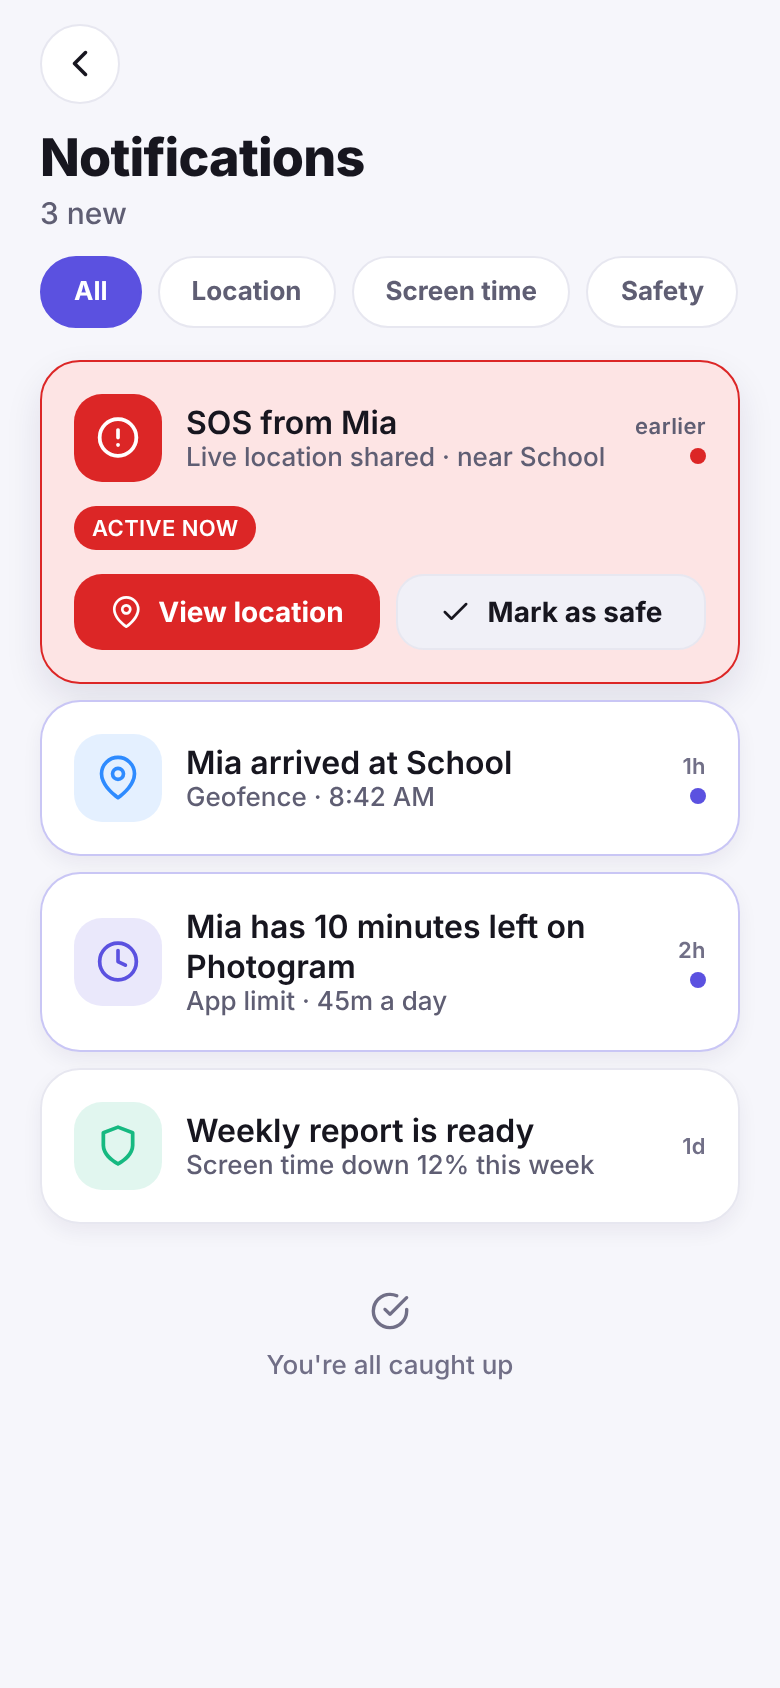 Notifications
3 new
All
Location
Screen time
Safety
SOS from Mia
earlier
Live location shared · near School
ACTIVE NOW
View location
Mark as safe
Mia arrived at School
1h
Geofence · 8:42 AM
Mia has 10 minutes left on
Photogram
2h
App limit · 45m a day
Weekly report is ready
1d
Screen time down 12% this week
You're all caught up